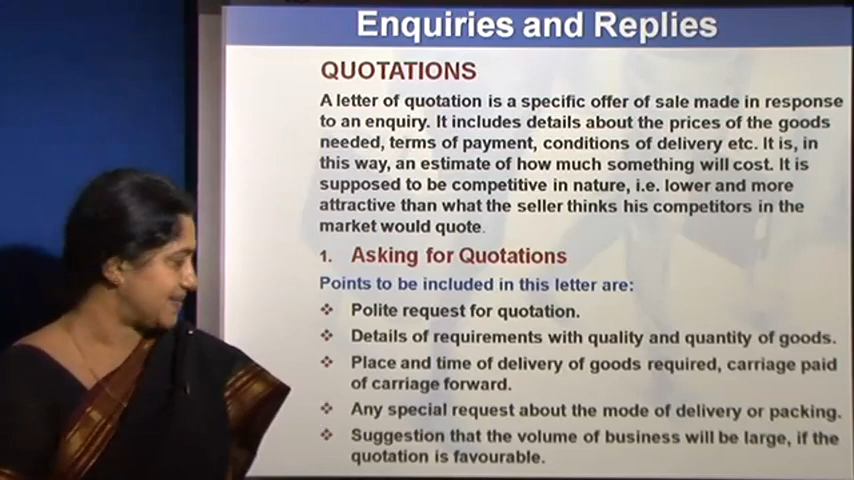 Enquiries and Replies
QUOTATIONS
A letter of quotation is a specific offer of sale made in response
to an enquiry. It includes details about the prices of the goods
needed, terms of payment, conditions of delivery etc. It is, in
this way, an estimate of how much something will cost. It is
supposed to be competitive in nature, i.e. lower and more
attractive than what the seller thinks his competitors in the
market would quote.
1. Asking for Quotations
Points to be included in this letter are:
❖ Polite request for quotation.
❖ Details of requirements with quality and quantity of goods.
❖ Place and time of delivery of goods required, carriage paid
of carriage forward.
❖ Any special request about the mode of delivery or packing.
❖ Suggestion that the volume of business will be large, if the
quotation is favourable.